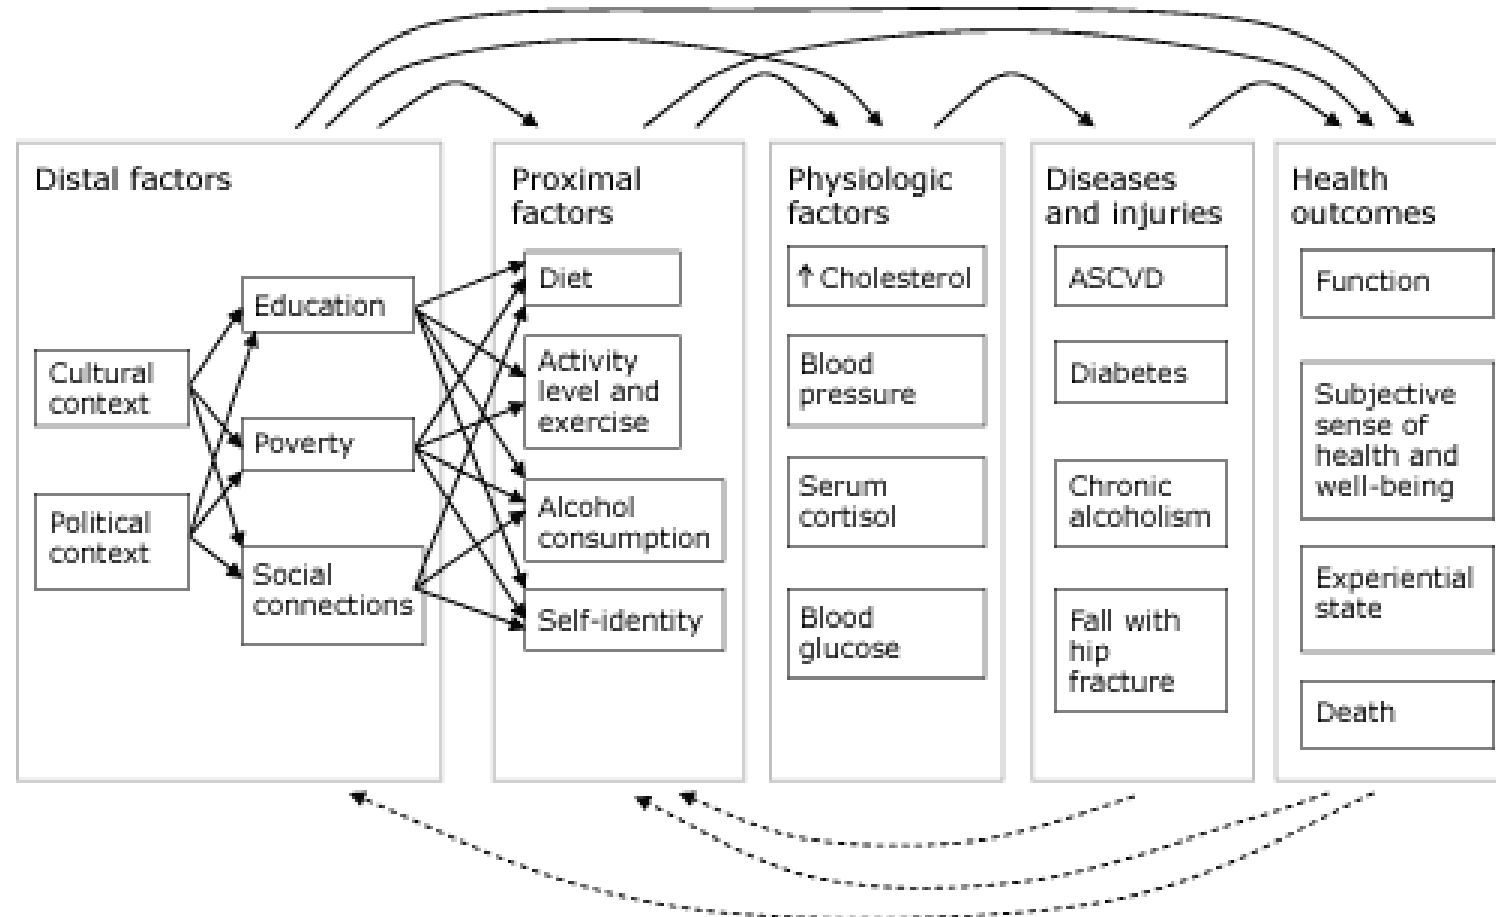 Distal factors
Cultural
context
Political
context
Education
Poverty
Social
connections
Proximal
factors
Diet
Activity
level and
exercise
Alcohol
consumption
Self-identity
Physiologic
factors
↑ Cholesterol
Blood
pressure
Serum
cortisol
Blood
glucose
Diseases
and injuries
ASCVD
Diabetes
Chronic
alcoholism
Fall with
hip
fracture
Health
outcomes
Function
Subjective
sense of
health and
well-being
Experiential
state
Death